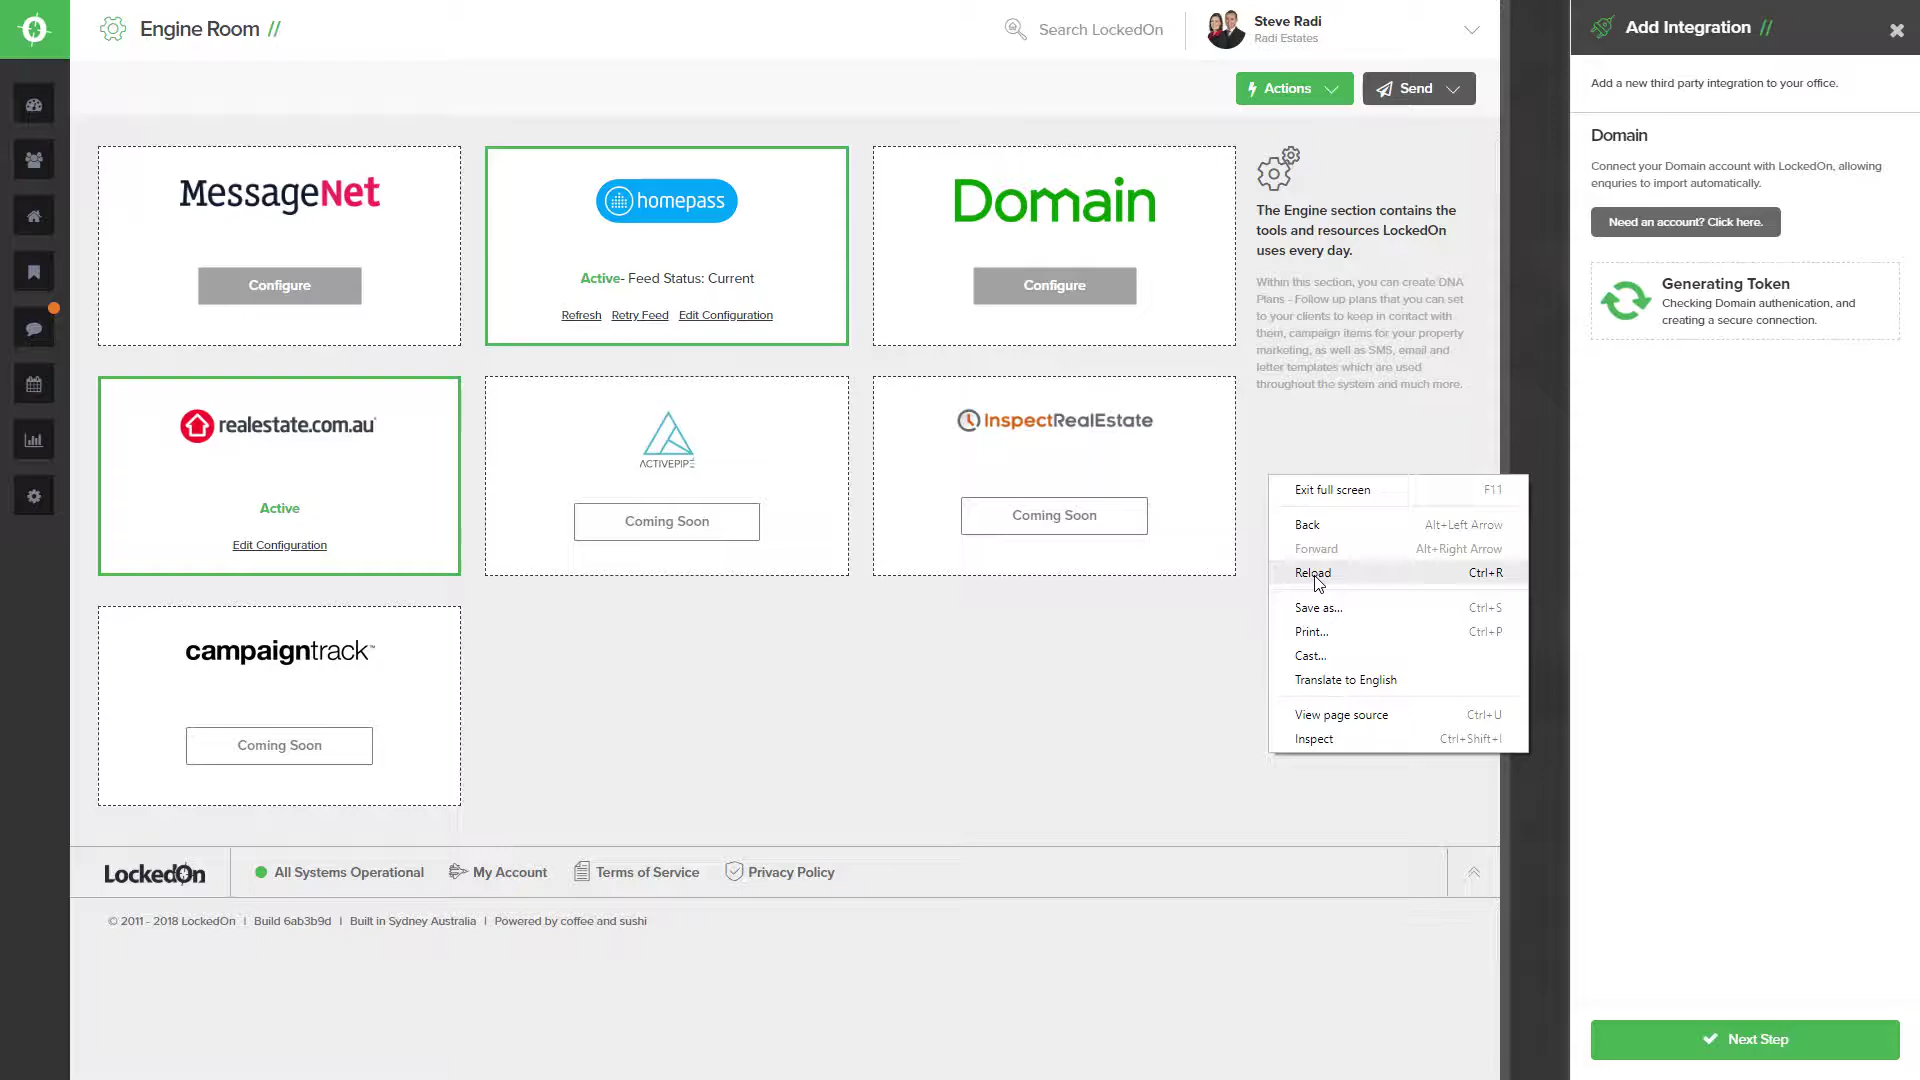 Engine Room //
Search LockedOn
Steve Radi
Radi Estates
Actions
Send
MessageNet
Configure
homepass
Active- Feed Status: Current
Refresh Retry Feed Edit Configuration
Domain
Configure
The Engine section contains the
tools and resources LockedOn
uses every day.
Within this section, you can create DNA
Plans - Follow up plans that you can set
to your clients to keep in contact with
them, campaign items for your property
marketing, as well as SMS, email and
letter templates which are used
throughout the system and much more.
realestate.com.au
Active
Edit Configuration
ACTIVEPIPE
Coming Soon
InspectRealEstate
Coming Soon
campaigntrack™
Coming Soon
Exit full screen F11
Back Alt+Left Arrow
Forward Alt+Right Arrow
Reload Ctrl+R
Save as... Ctrl+S
Print... Ctrl+P
Cast...
Translate to English
View page source Ctrl+U
Inspect Ctrl+Shift+I
LockedOn
All Systems Operational My Account Terms of Service Privacy Policy
© 2011 - 2018 LockedOn | Build 6ab3b9d | Built in Sydney Australia | Powered by coffee and sushi
Add Integration //
Add a new third party integration to your office.
Domain
Connect your Domain account with LockedOn, allowing
enquries to import automatically.
Need an account? Click here.
Generating Token
Checking Domain authenication, and
creating a secure connection.
Next Step